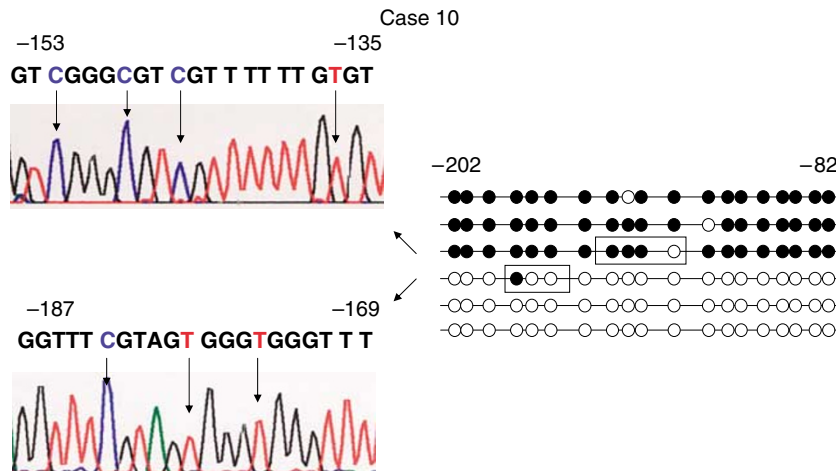 Case 10
−153 −135
GT CGGGCGT CGT T TT TT GTGT
−202 −82
−187 −169
GGTTT CGTAGT GGGTGGGT T T